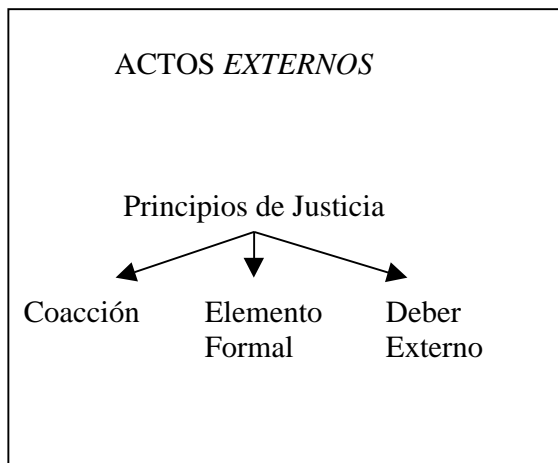 ACTOS EXTERNOS
Principios de Justicia
Coacción
Elemento
Formal
Deber
Externo